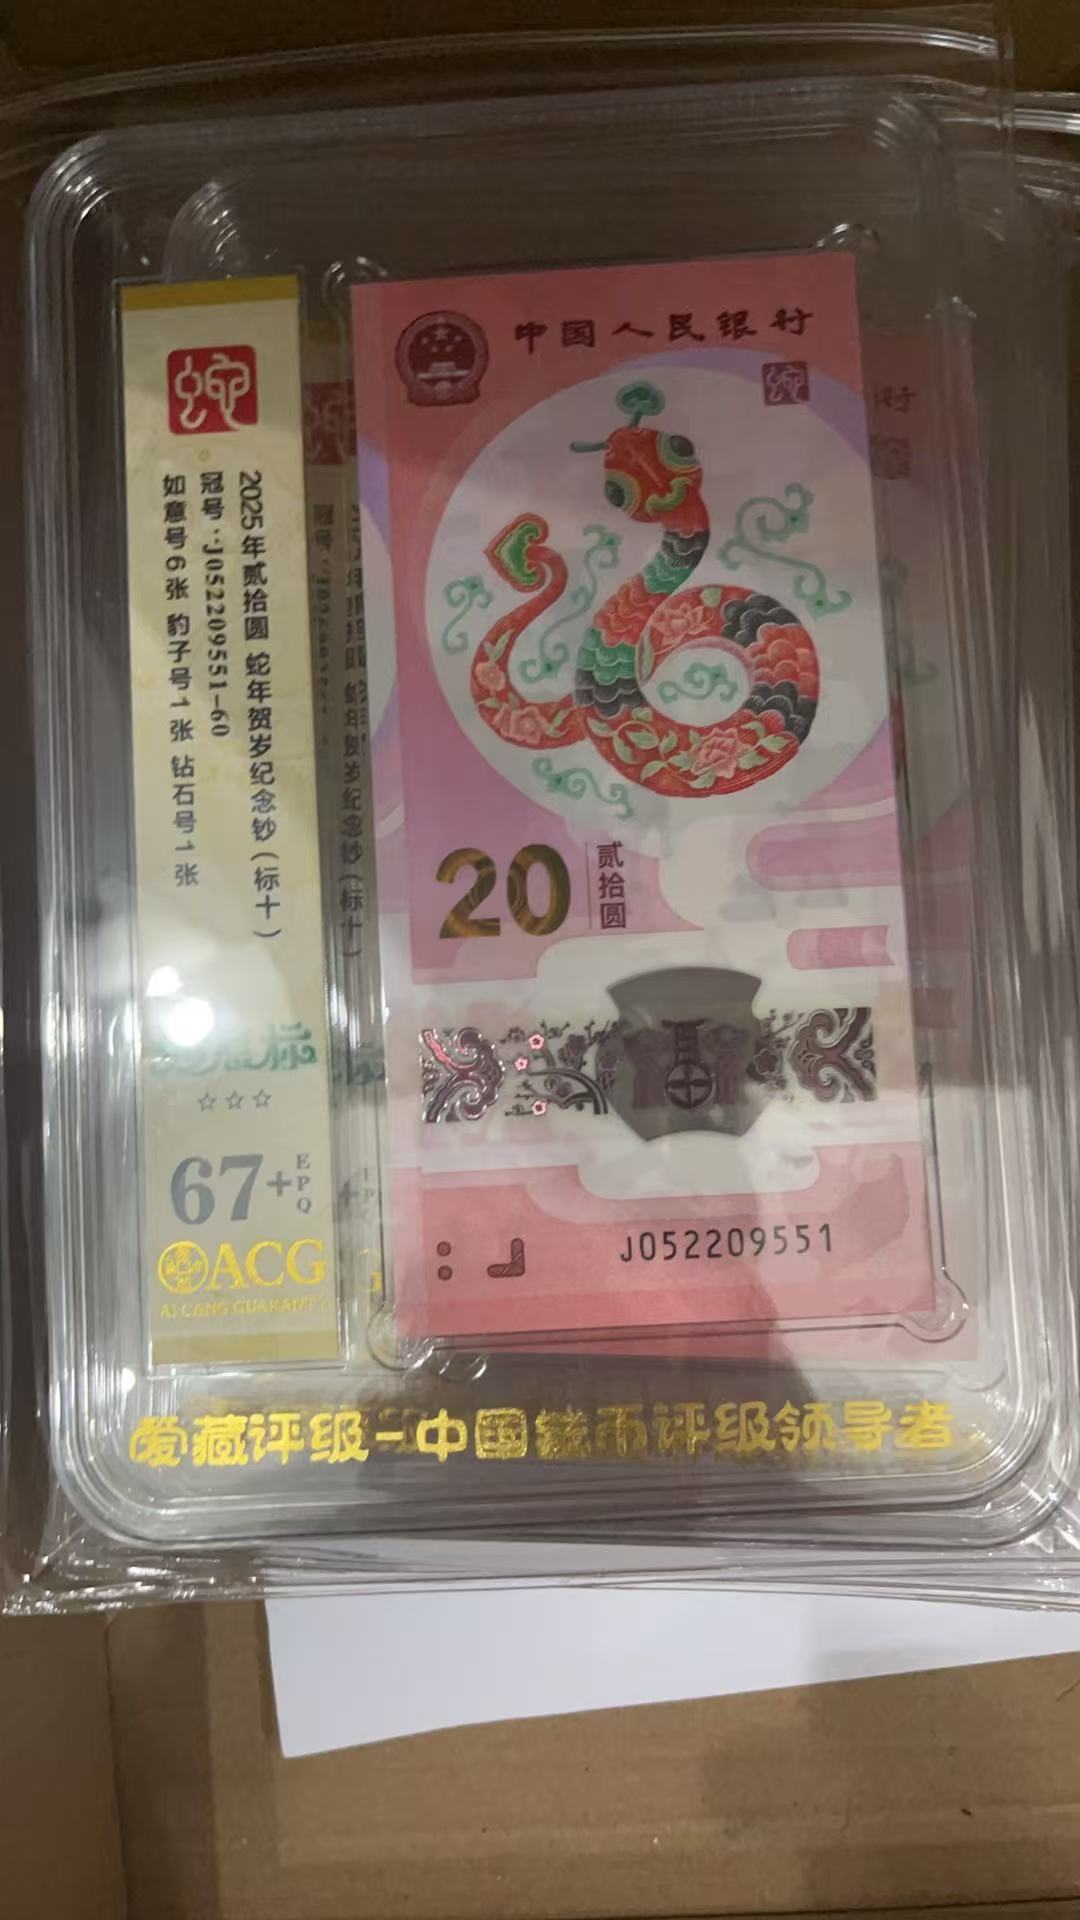 蛇
2025年贰拾圆 蛇年贺岁纪念钞(标十)
冠号:J052209551-60
如意号6张 豹子号1张 钻石号1张
标
☆☆☆
67+EPQ
ACG
AI CANG GUARANTY
中国人民银行
蛇
20 贰拾圆
J052209551
爱藏评级-中国钱币评级领导者